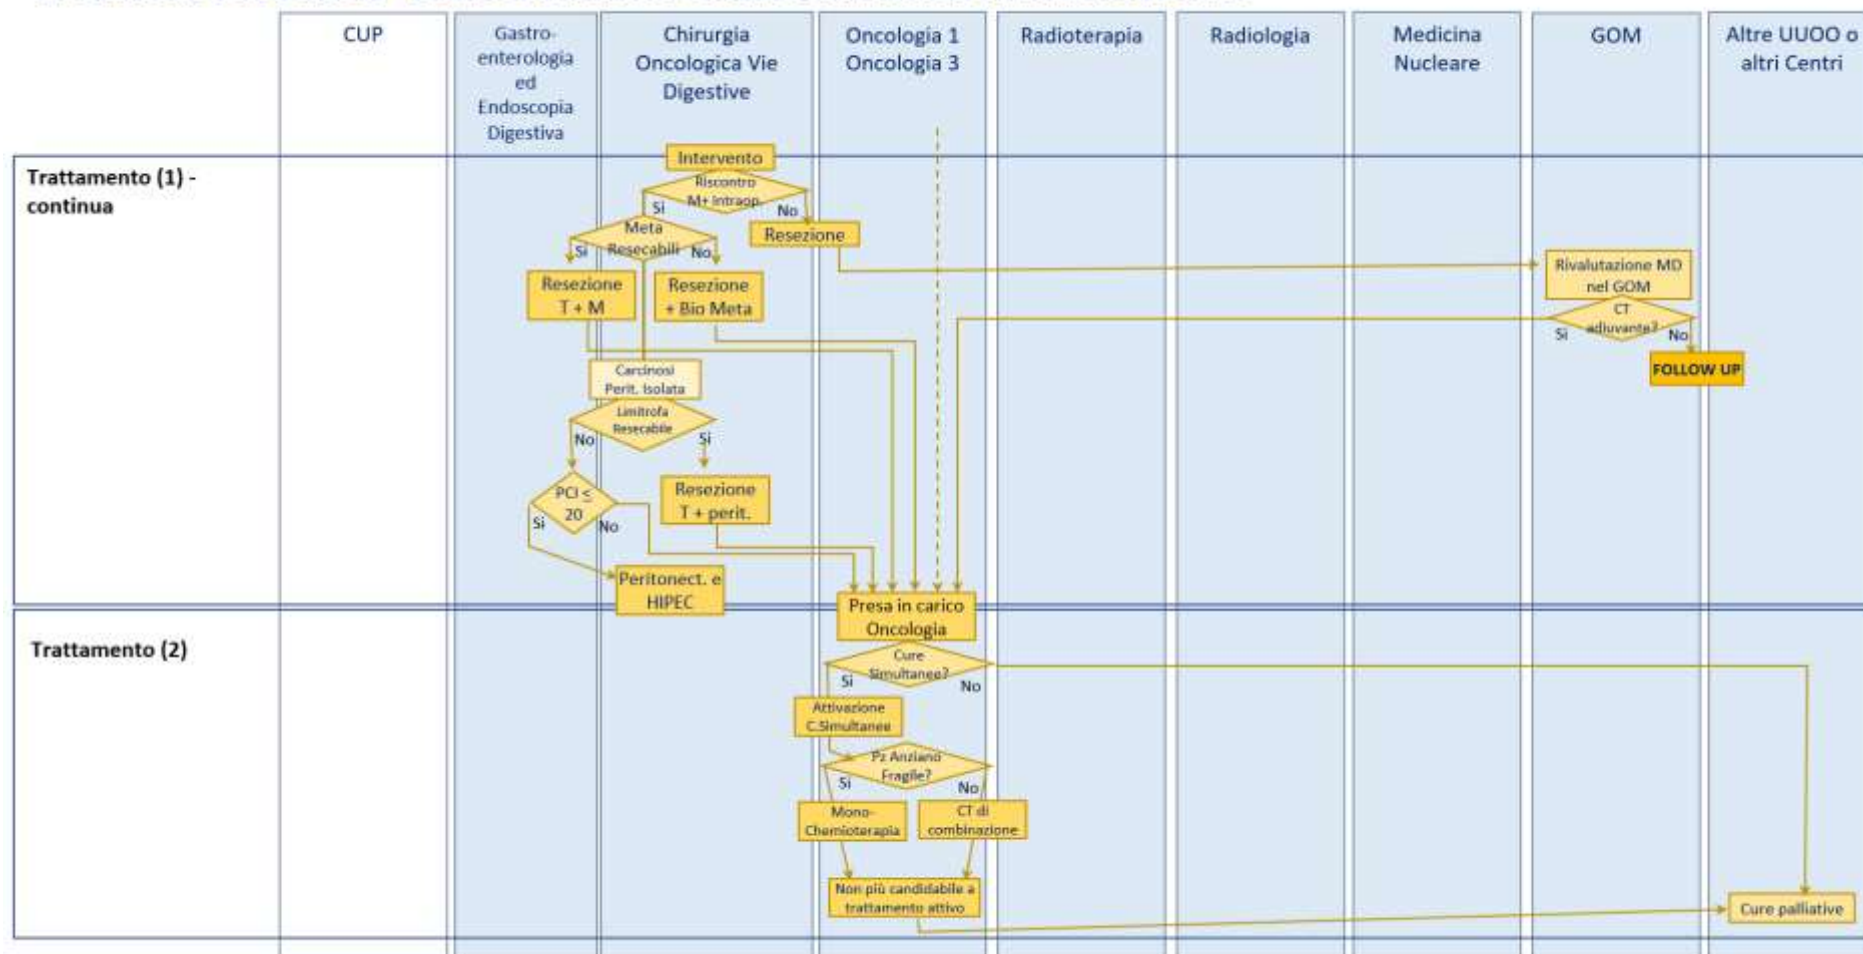 CUP
Gastro-
enterologia
ed
Endoscopia
Digestiva
Chirurgia
Oncologica Vie
Digestive
Oncologia 1
Oncologia 3
Radioterapia
Radiologia
Medicina
Nucleare
GOM
Altre UUOO o
altri Centri
Trattamento (1) -
continua
Intervento
Riscontro
M+ Intraop.
Si
No
Resezione
Meta
Resecabili
Si
No
Resezione
T + M
Resezione
+ Bio Meta
Rivalutazione MD
nel GOM
CT
adiuvante?
Si
No
FOLLOW UP
Carcinosi
Perit. Isolata
Limitrofa
Resecabile
No
Si
PCI ≤
20
Si
No
Resezione
T + perit.
Peritonect. e
HIPEC
Presa in carico
Oncologia
Trattamento (2)
Cure
Simultanee?
Si
No
Attivazione
C.Simultanee
Pz Anziano
Fragile?
Si
No
Mono-
Chemioterapia
CT di
combinazione
Non più candidabile a
trattamento attivo
Cure palliative